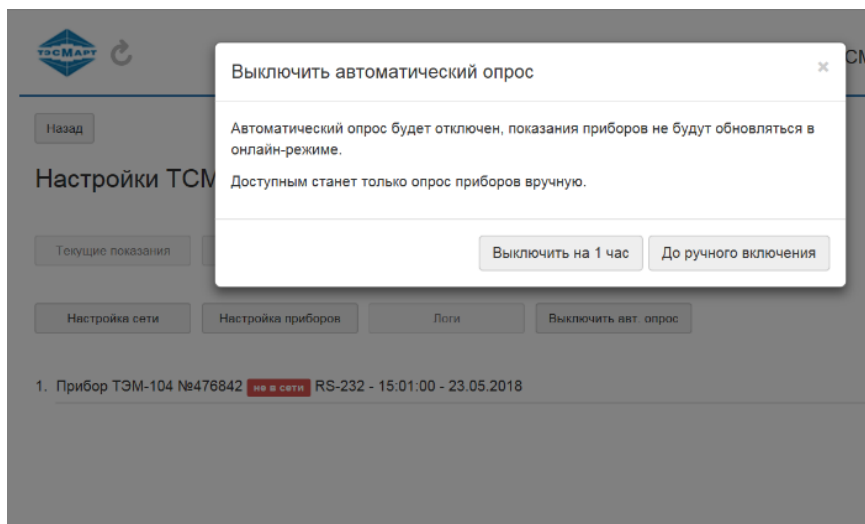 ТЭСМАРТ
Выключить автоматический опрос ×
СМ
Назад
Автоматический опрос будет отключен, показания приборов не будут обновляться в
онлайн-режиме.
Настройки ТСМ
Доступным станет только опрос приборов вручную.
Текущие показания
Выключить на 1 час До ручного включения
Настройка сети Настройка приборов Логи Выключить авт. опрос
1. Прибор ТЭМ-104 №476842 не в сети RS-232 - 15:01:00 - 23.05.2018